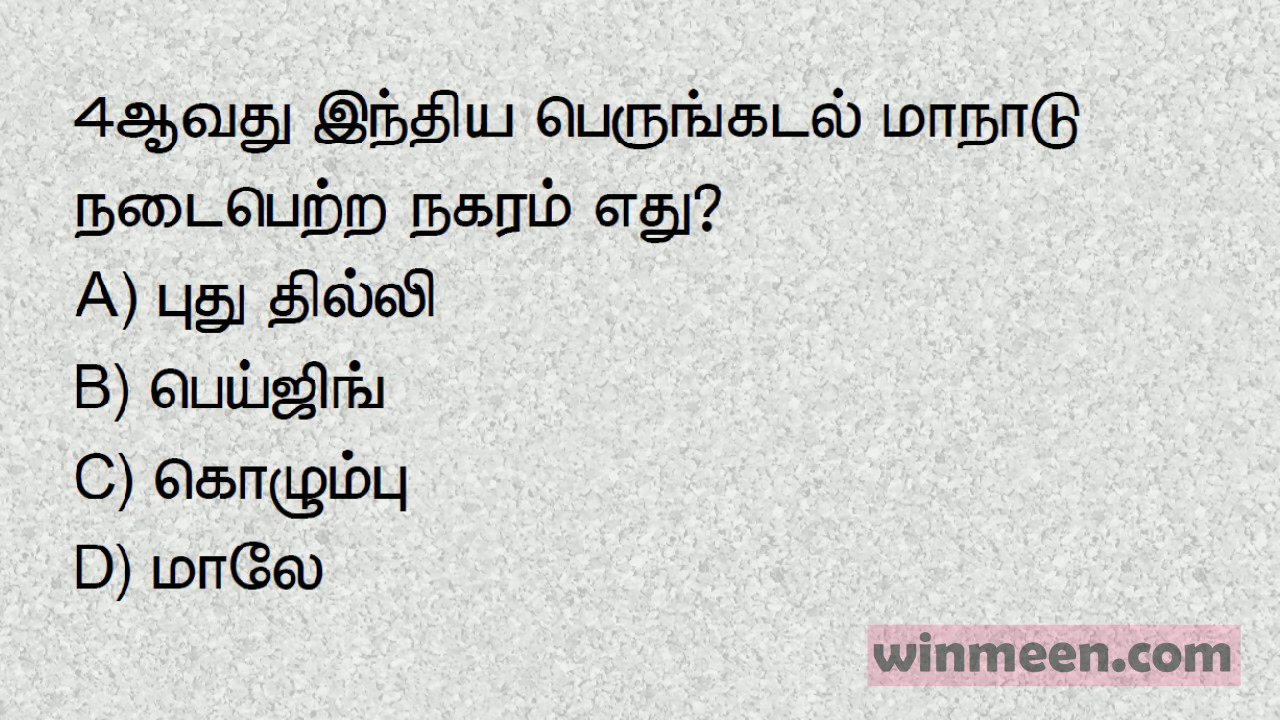 4ஆவது இந்திய பெருங்கடல் மாநாடு
நடைபெற்ற நகரம் எது?
A) புது தில்லி
B) பெய்ஜிங்
C) கொழும்பு
D) மாலே
winmeen.com